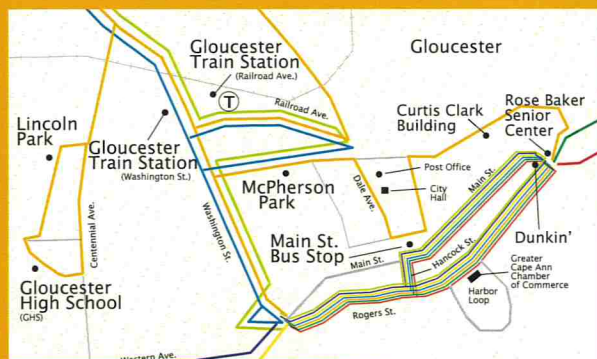 Gloucester
Train Station
(Railroad Ave.)
T
Railroad Ave.
Gloucester
Curtis Clark
Building
Rose Baker
Senior
Center
Lincoln
Park
Gloucester
Train Station
(Washington St.)
McPherson
Park
Post Office
City
Hall
Dale Ave.
Main St.
Dunkin'
Centennial Ave.
Washington St.
Main St.
Bus Stop
Main St.
Hancock St.
Greater
Cape Ann
Chamber
of Commerce
Harbor
Loop
Gloucester
High School
(GHS)
Rogers St.
Western Ave.